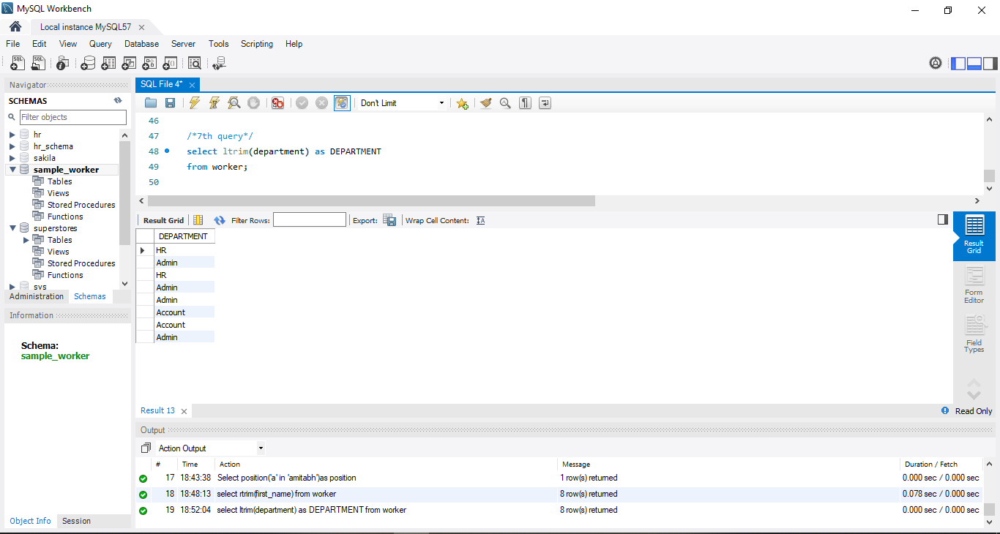 MySQL Workbench
Local instance MySQL57
File Edit View Query Database Server Tools Scripting Help
Navigator
SCHEMAS
Filter objects
hr
hr_schema
sakila
sample_worker
Tables
Views
Stored Procedures
Functions
superstores
Tables
Views
Stored Procedures
Functions
sys
Administration Schemas
Information
Schema:
sample_worker
Object Info Session
SQL File 4*
Don't Limit
46
47 /*7th query*/
48 select ltrim(department) as DEPARTMENT
49 from worker;
50
Result Grid Filter Rows: Export: Wrap Cell Content:
DEPARTMENT
HR
Admin
HR
Admin
Admin
Account
Account
Admin
Result Grid
Form Editor
Field Types
Result 13
Read Only
Output
Action Output
# Time Action Message Duration / Fetch
17 18:43:38 Select position('a' in 'amitabh')as position 1 row(s) returned 0.000 sec / 0.000 sec
18 18:48:13 select rtrim(first_name) from worker 8 row(s) returned 0.078 sec / 0.000 sec
19 18:52:04 select ltrim(department) as DEPARTMENT from worker 8 row(s) returned 0.000 sec / 0.000 sec